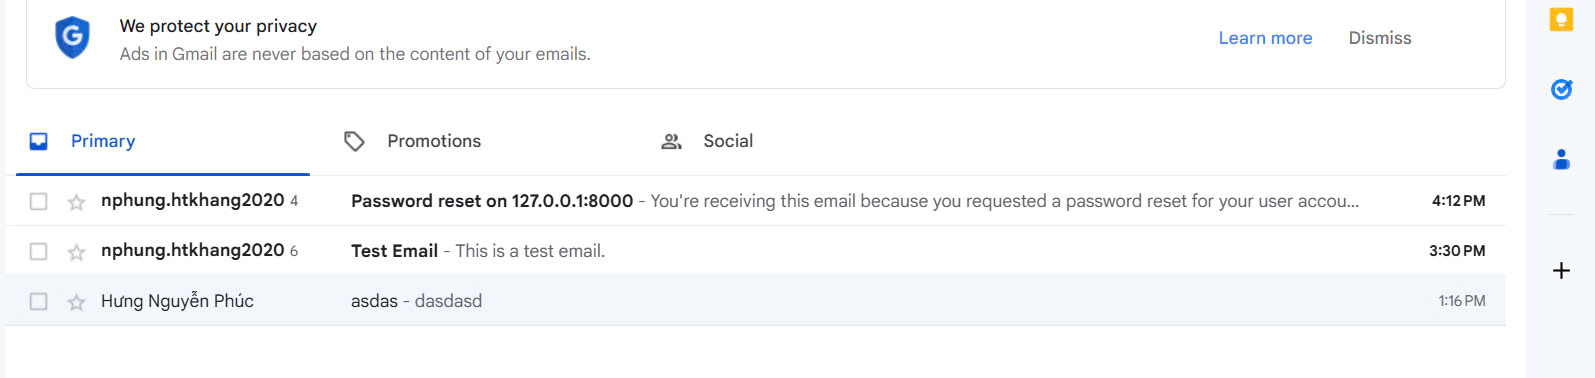 We protect your privacy
Ads in Gmail are never based on the content of your emails.
Learn more Dismiss
Primary Promotions Social
nphung.htkhang2020 4 Password reset on 127.0.0.1:8000 - You're receiving this email because you requested a password reset for your user accou... 4:12 PM
nphung.htkhang2020 6 Test Email - This is a test email. 3:30 PM
Hưng Nguyễn Phúc asdas - dasdasd 1:16 PM